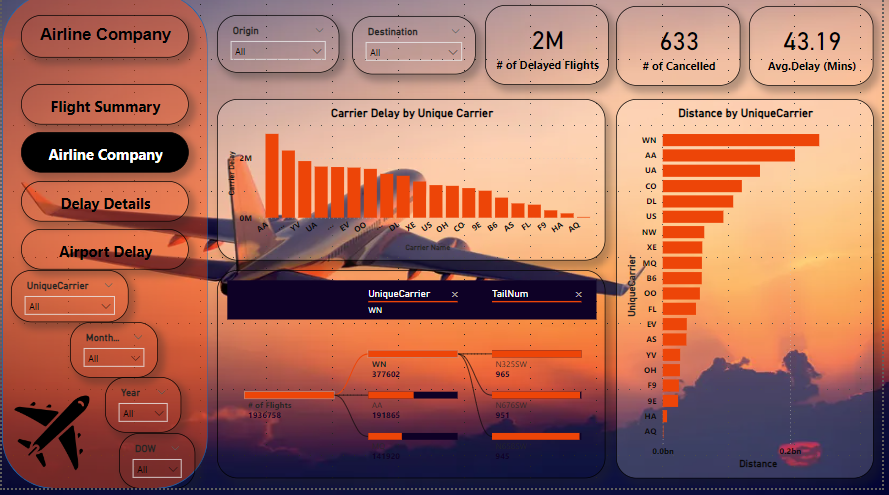 Airline Company
Flight Summary
Airline Company
Delay Details
Airport Delay
UniqueCarrier
All
Month...
All
Year
All
DOW
All
Origin
All
Destination
All
2M
# of Delayed Flights
633
# of Cancelled
43.19
Avg.Delay (Mins)
Carrier Delay by Unique Carrier
Carrier Delay
2M
0M
AA
YV
UA
EV
OO
DL
XE
US
OH
CO
9E
B6
AS
FL
F9
HA
AQ
Carrier Name
UniqueCarrier
WN
TailNum
# of Flights
1936758
WN
377602
AA
191865
N325SW
965
N676SW
951
Distance by UniqueCarrier
UniqueCarrier
WN
AA
UA
CO
DL
US
NW
XE
MQ
B6
OO
FL
EV
AS
YV
OH
F9
9E
HA
AQ
0.0bn
0.2bn
Distance